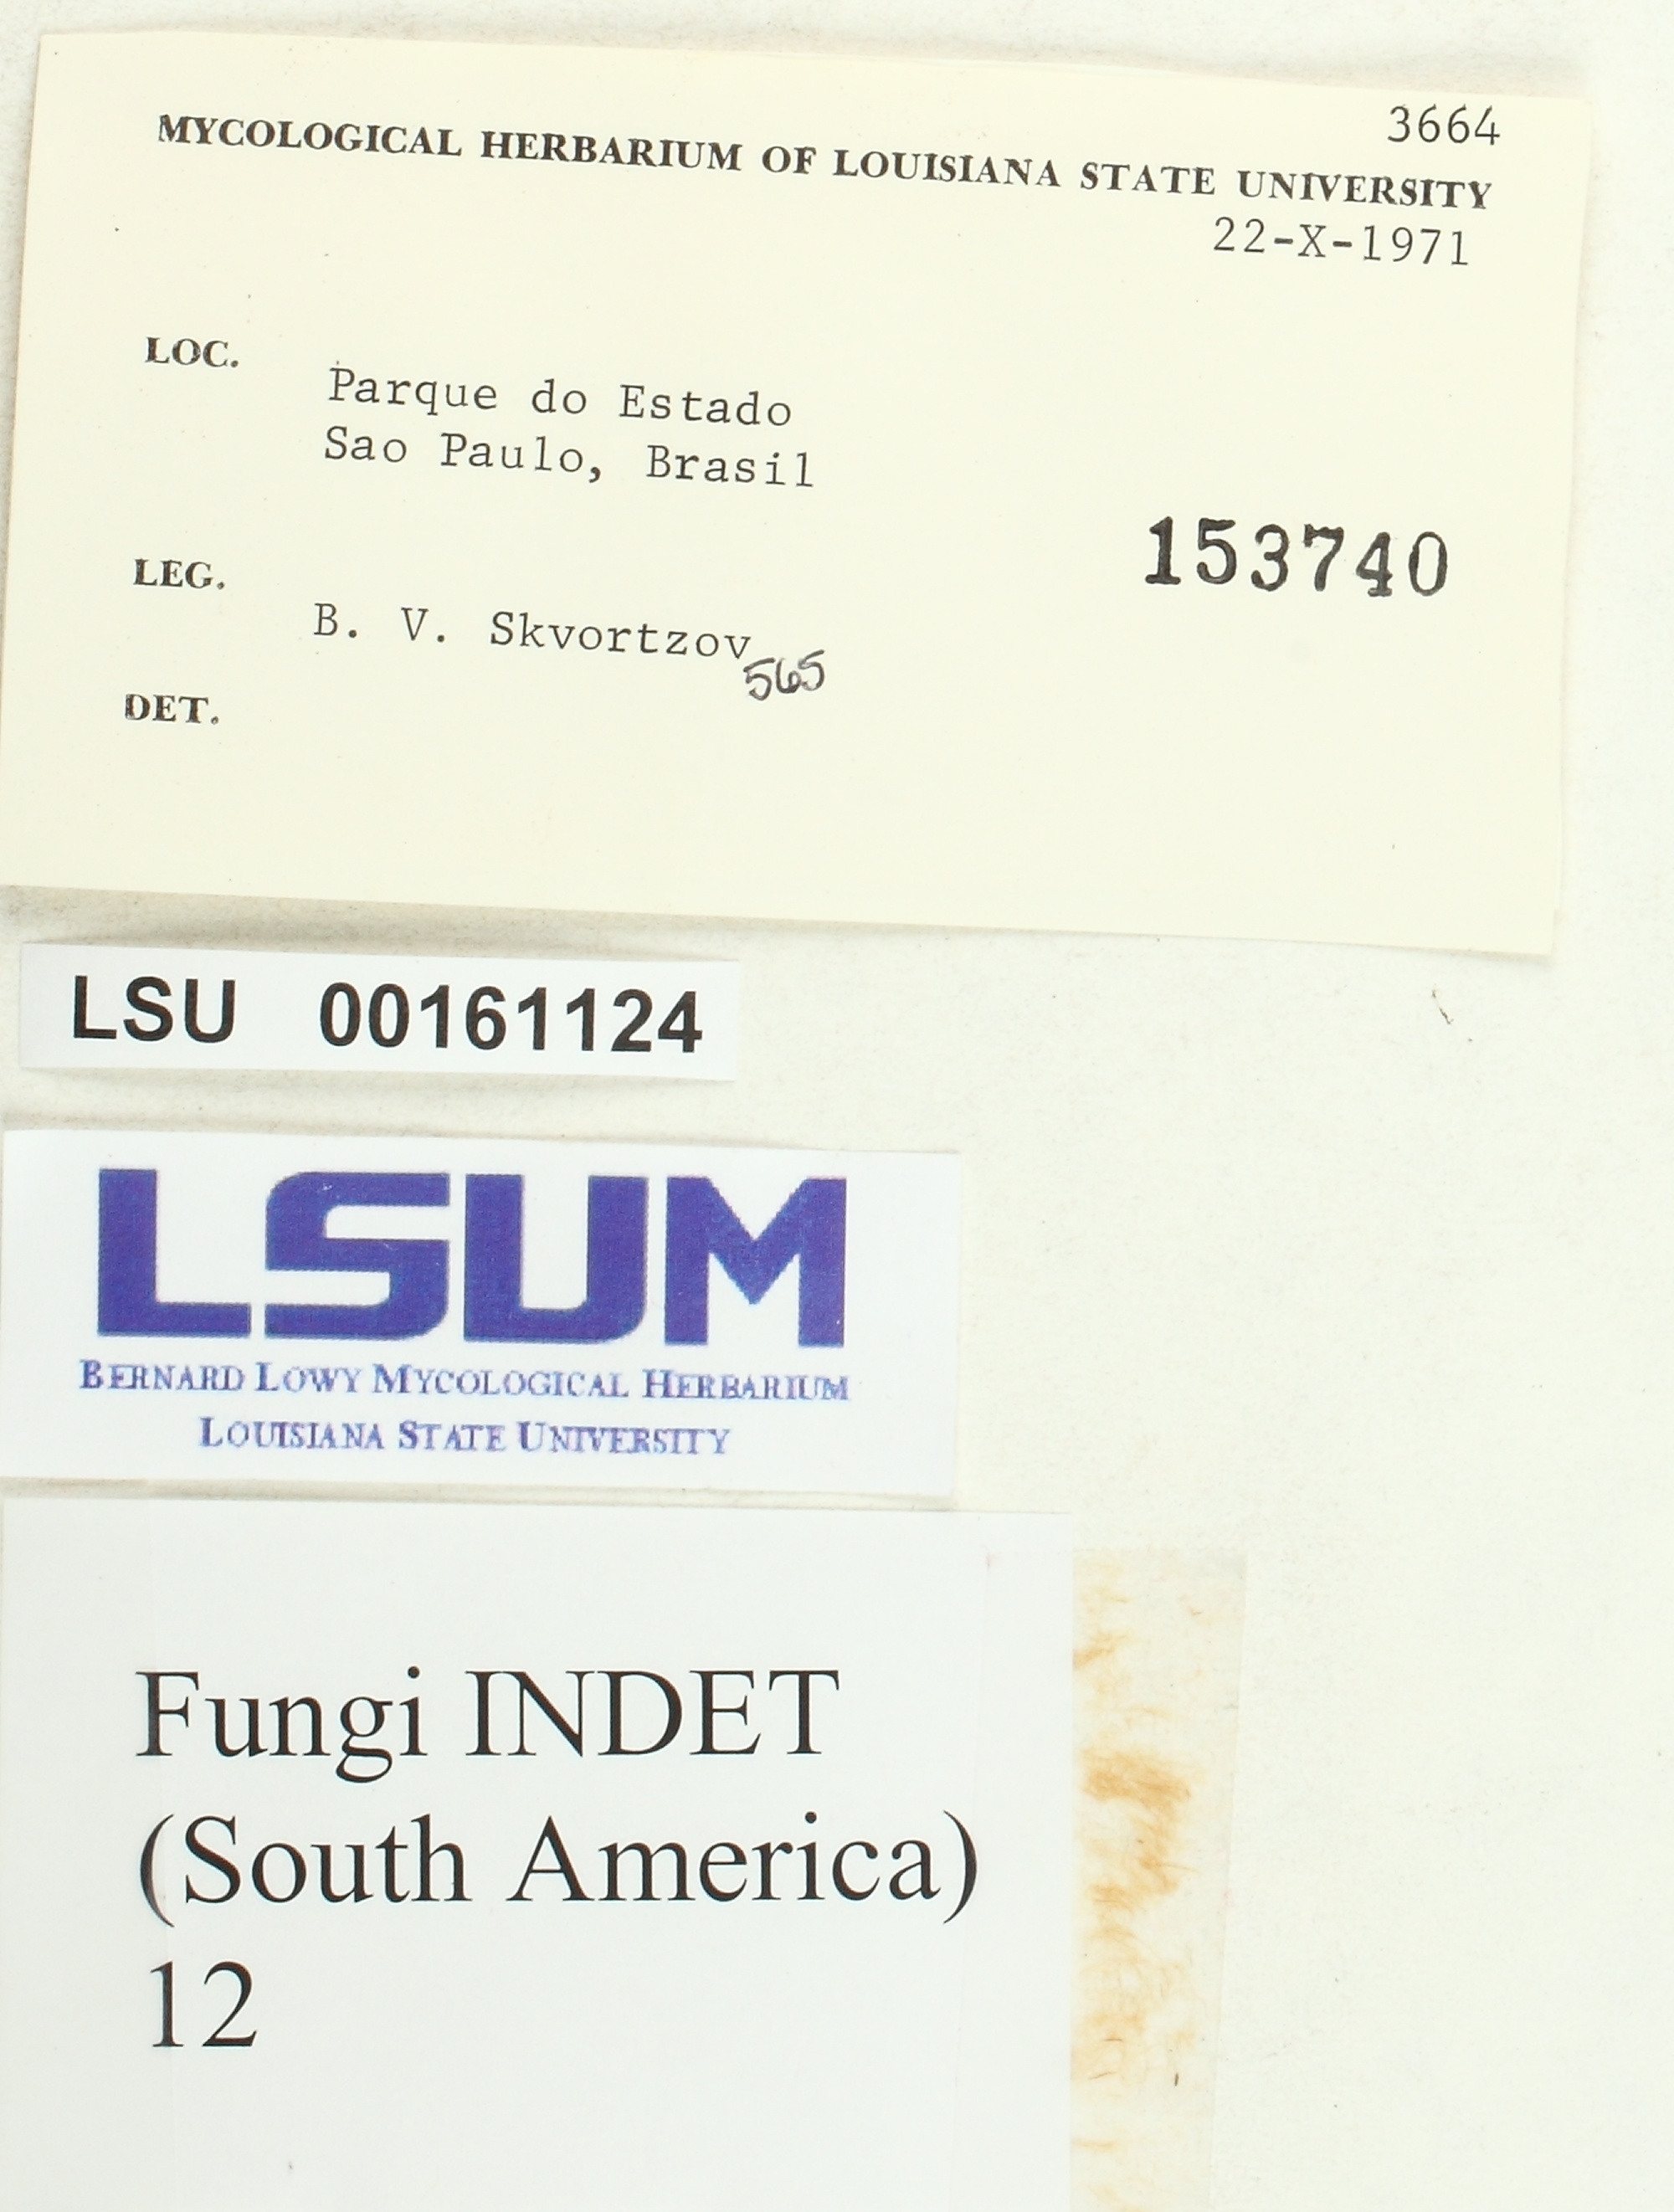 3664
MYCOLOGICAL HERBARIUM OF LOUISIANA STATE UNIVERSITY
22-X-1971
LOC.
Parque do Estado
Sao Paulo, Brasil
153740
LEG.
B. V. Skvortzov
565
DET.
LSU 00161124
LSUM
BERNARD LOWY MYCOLOGICAL HERBARIUM
LOUISIANA STATE UNIVERSITY
Fungi INDET
(South America)
12